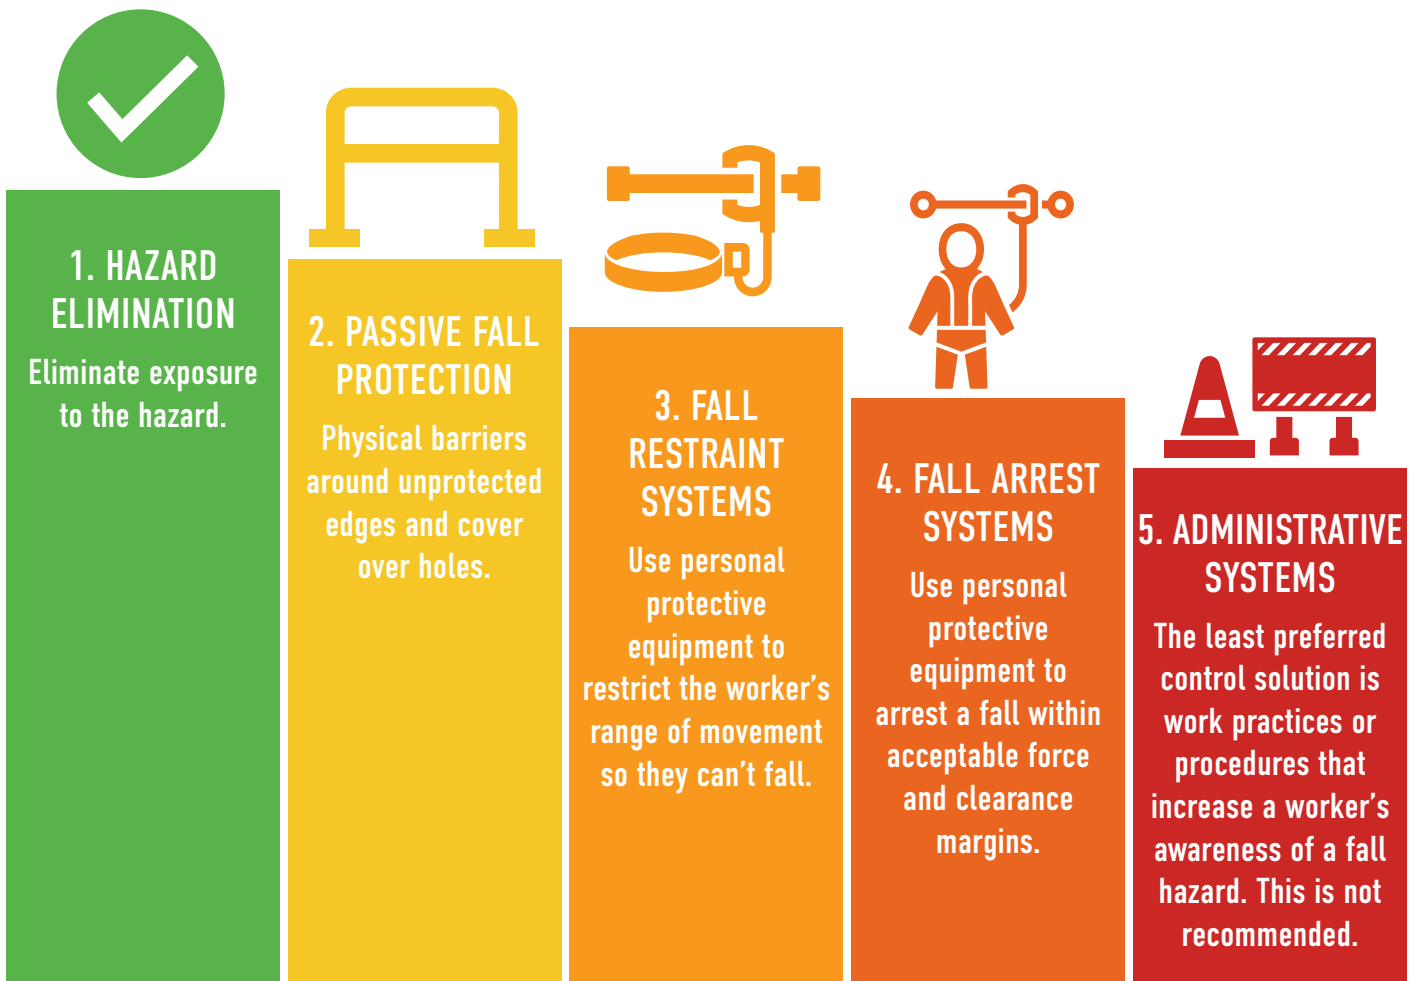 1. HAZARD
ELIMINATION
Eliminate exposure
to the hazard.
2. PASSIVE FALL
PROTECTION
Physical barriers
around unprotected
edges and cover
over holes.
3. FALL
RESTRAINT
SYSTEMS
Use personal
protective
equipment to
restrict the worker’s
range of movement
so they can’t fall.
4. FALL ARREST
SYSTEMS
Use personal
protective
equipment to
arrest a fall within
acceptable force
and clearance
margins.
5. ADMINISTRATIVE
SYSTEMS
The least preferred
control solution is
work practices or
procedures that
increase a worker’s
awareness of a fall
hazard. This is not
recommended.